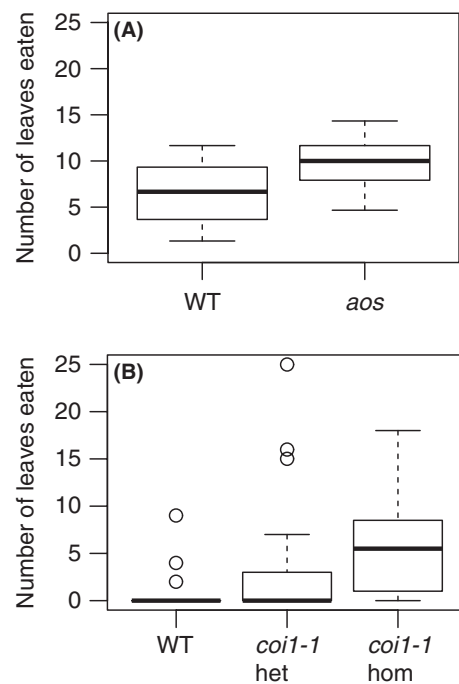 (A)
Number of leaves eaten
25
20
15
10
5
0
WT
aos
(B)
Number of leaves eaten
25
20
15
10
5
0
WT
coi1-1
het
coi1-1
hom